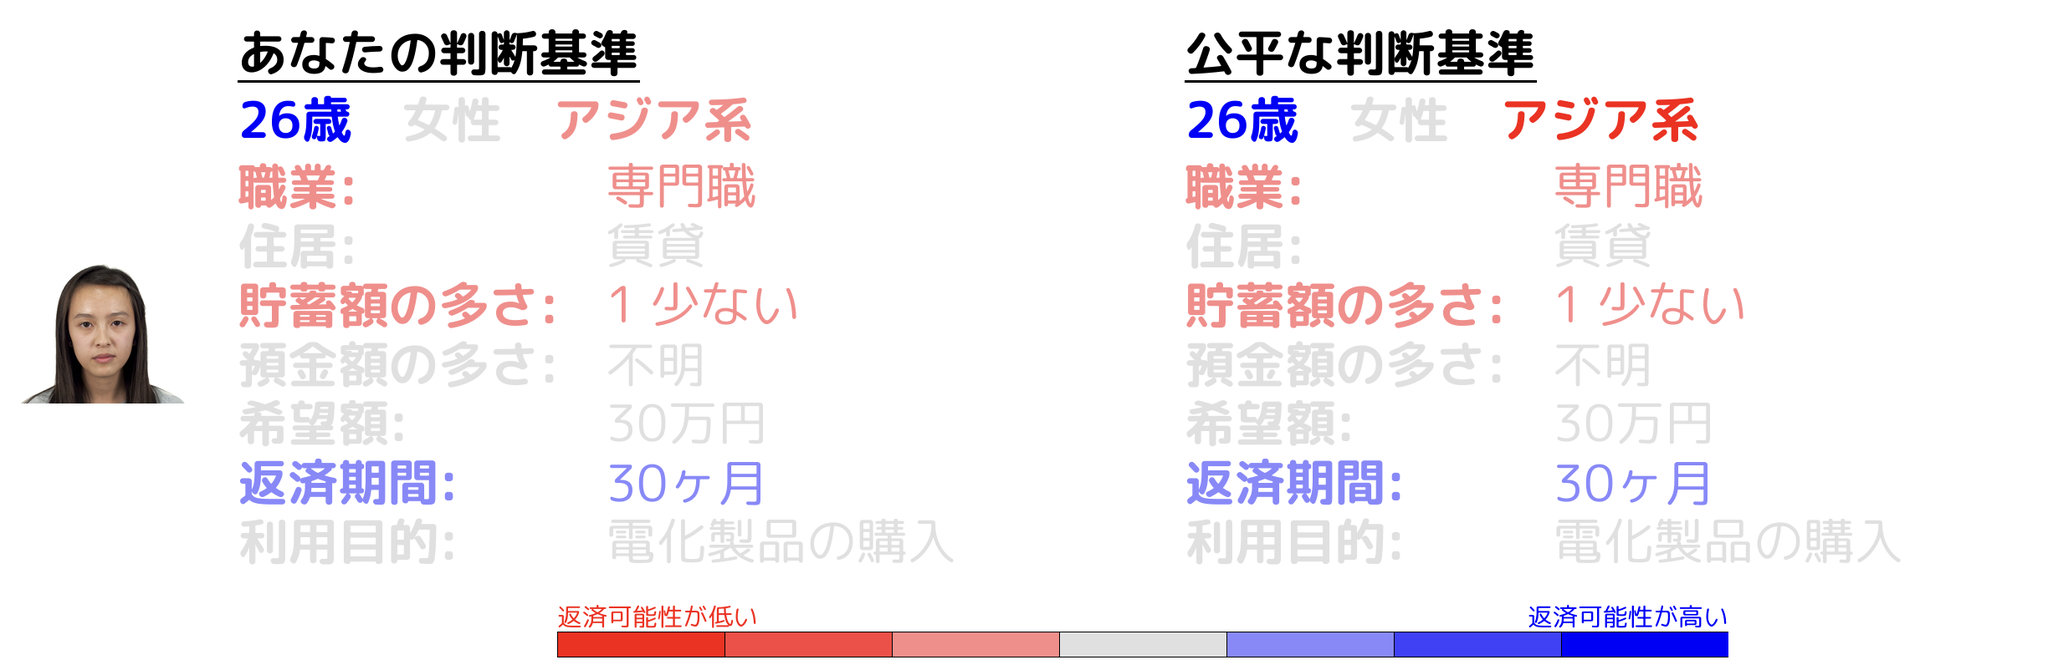 あなたの判断基準
26歳 女性 アジア系
職業: 専門職
住居: 賃貸
貯蓄額の多さ: 1 少ない
預金額の多さ: 不明
希望額: 30万円
返済期間: 30ヶ月
利用目的: 電化製品の購入
公平な判断基準
26歳 女性 アジア系
職業: 専門職
住居: 賃貸
貯蓄額の多さ: 1 少ない
預金額の多さ: 不明
希望額: 30万円
返済期間: 30ヶ月
利用目的: 電化製品の購入
返済可能性が低い
返済可能性が高い